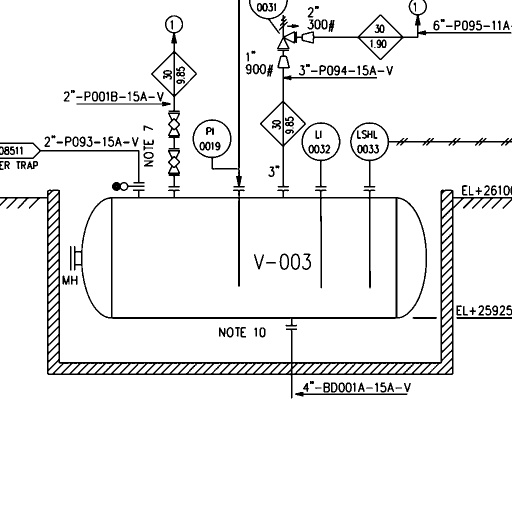 0031
2"
300#
1
1
30
1.90
6"-P095-11A-
1"
900#
3"-P094-15A-V
30
9.85
2"-P001B-15A-V
30
9.85
PI
0019
LI
0032
LSHL
0033
2"-P093-15A-V
NOTE 7
08511
ER TRAP
3"
EL+2610
V-003
MH
EL+25925
NOTE 10
4"-BD001A-15A-V